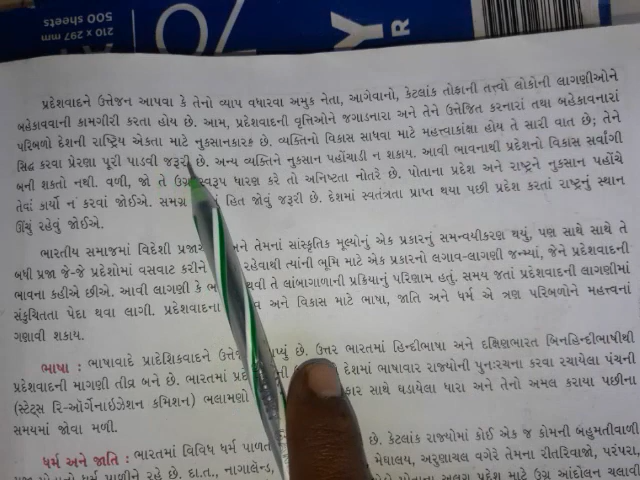 210 x 297 mm
500 sheets
Y
R
પ્રદેશવાદને ઉત્તેજન આપવા કે તેનો વ્યાપ વધારવા અમુક નેતા, આગેવાનો, કેટલાંક તોફાની તત્ત્વો લોકોની લાગણીઓને
બહેકાવવાની કામગીરી કરતા હોય છે. આમ, પ્રદેશવાદની વૃત્તિઓને જગાડનારા અને તેને ઉત્તેજિત કરનારાં તથા બહેકાવનારાં
પરિબળો દેશની રાષ્ટ્રિય એકતા માટે નુકસાનકારક છે. વ્યક્તિનો વિકાસ સાધવા માટે મહત્ત્વાકાંક્ષા હોય તે સારી વાત છે; તેને
સિદ્ધ કરવા પ્રેરણા પૂરી પાડવી જરૂરી છે. અન્ય વ્યક્તિને નુકસાન પહોંચાડી ન શકાય. આવી ભાવનાથી પ્રદેશનો વિકાસ સર્વાંગી
બની શકતો નથી. વળી, જો તે ઉગ્ર સ્વરૂપ ધારણ કરે તો અનિષ્ટતા નોતરે છે. પોતાના પ્રદેશ અને રાષ્ટ્રને નુકસાન પહોંચે
તેવાં કાર્યો ન કરવાં જોઈએ. સમગ્ર હિત જોવું જરૂરી છે. દેશમાં સ્વતંત્રતા પ્રાપ્ત થયા પછી પ્રદેશ કરતાં રાષ્ટ્રનું સ્થાન
ઊંચું રહેવું જોઈએ.
ભારતીય સમાજમાં વિદેશી અને તેમનાં સાંસ્કૃતિક મૂલ્યોનું એક પ્રકારનું સમન્વયીકરણ થયું, પણ સાથે સાથે તે
બધી પ્રજા જે-જે પ્રદેશોમાં વસવાટ કરીને રહેવાથી ત્યાંની ભૂમિ માટે એક પ્રકારનો લગાવ-લાગણી જન્મ્યાં, જેને પ્રદેશવાદની
ભાવના કહીએ છીએ. આવી લાગણી કે થવી તે લાંબાગાળાની પ્રક્રિયાનું પરિણામ હતું. સમય જતાં પ્રદેશવાદની લાગણીમાં
સંકુચિતતા પેદા થવા લાગી. પ્રદેશવાદના અને વિકાસ માટે ભાષા, જાતિ અને ધર્મ એ ત્રણ પરિબળોને મહત્ત્વનાં
ગણાવી શકાય.
ભાષા : ભાષાવાદે પ્રાદેશિકવાદને છે. ઉત્તર ભારતમાં હિન્દીભાષા અને દક્ષિણભારત બિનહિન્દીભાષીથી
પ્રદેશવાદની માગણી તીવ્ર બને છે. ભારતમાં દેશમાં ભાષાવાર રાજ્યોની પુનઃરચના કરવા રચાયેલા પંચની
(સ્ટેટ્સ રિ-ઑર્ગેનાઈઝેશન કમિશન) ભલામણો સાથે ઘડાયેલા ધારા અને તેનો અમલ કરાયા પછીના
સમયમાં જોવા મળી.
ધર્મ અને જાતિ : ભારતમાં વિવિધ ધર્મ છે. કેટલાંક રાજ્યોમાં કોઈ એક જ કોમની બહુમતીવાળી
ધર્મ પાળીને રહે છે. દા.ત., નાગાલૅન્ડ, મેઘાલય, અરુણાચલ વગેરે તેમના રીતરિવાજો, પરંપરા,
અલગ પ્રદેશ માટે ઉગ્ર આંદોલન ચલાવી